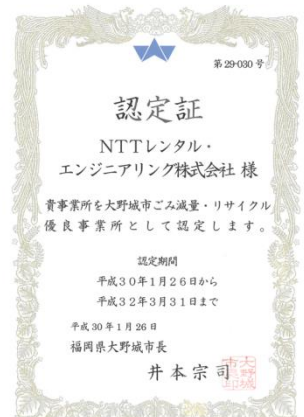 第29-030号
認定証
NTTレンタル・
エンジニアリング株式会社 様
貴事業所を大野城市ごみ減量・リサイクル
優良事業所として認定します。
認定期間
平成30年1月26日から
平成32年3月31日まで
平成30年1月26日
福岡県大野城市長
井本宗司